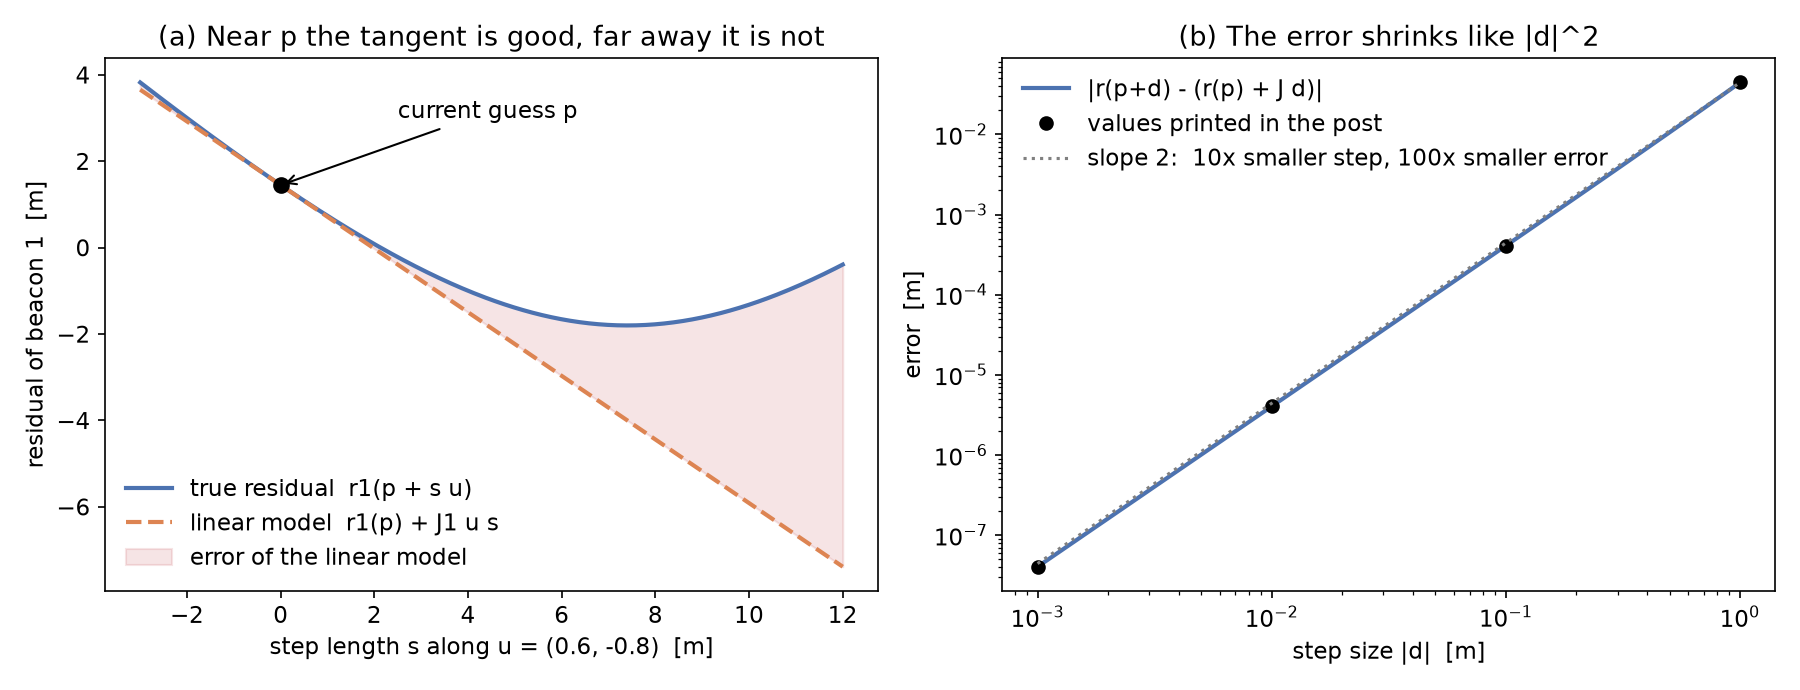 (a) Near p the tangent is good, far away it is not
4
2
0
−2
−4
−6
residual of beacon 1 [m]
current guess p
true residual r1(p + s u)
linear model r1(p) + J1 u s
error of the linear model
−2 0 2 4 6 8 10 12
step length s along u = (0.6, -0.8) [m]
(b) The error shrinks like |d|^2
|r(p+d) - (r(p) + J d)|
values printed in the post
slope 2: 10x smaller step, 100x smaller error
10⁻²
10⁻³
10⁻⁴
10⁻⁵
10⁻⁶
10⁻⁷
error [m]
10⁻³ 10⁻² 10⁻¹ 10⁰
step size |d| [m]